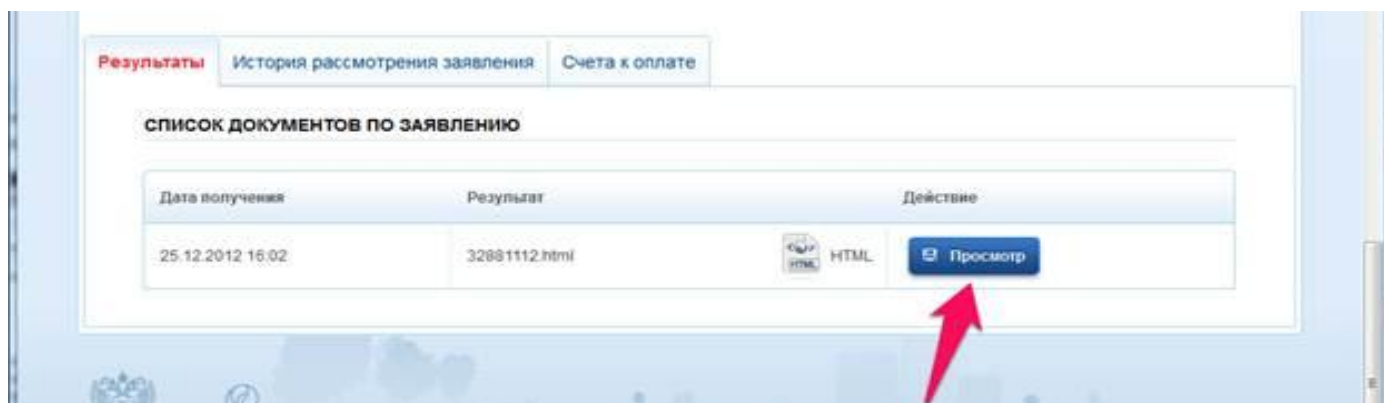 Результаты История рассмотрения заявления Счета к оплате
СПИСОК ДОКУМЕНТОВ ПО ЗАЯВЛЕНИЮ
Дата получения Результат Действие
25.12.2012 16:02 32881112.html HTML HTML Просмотр